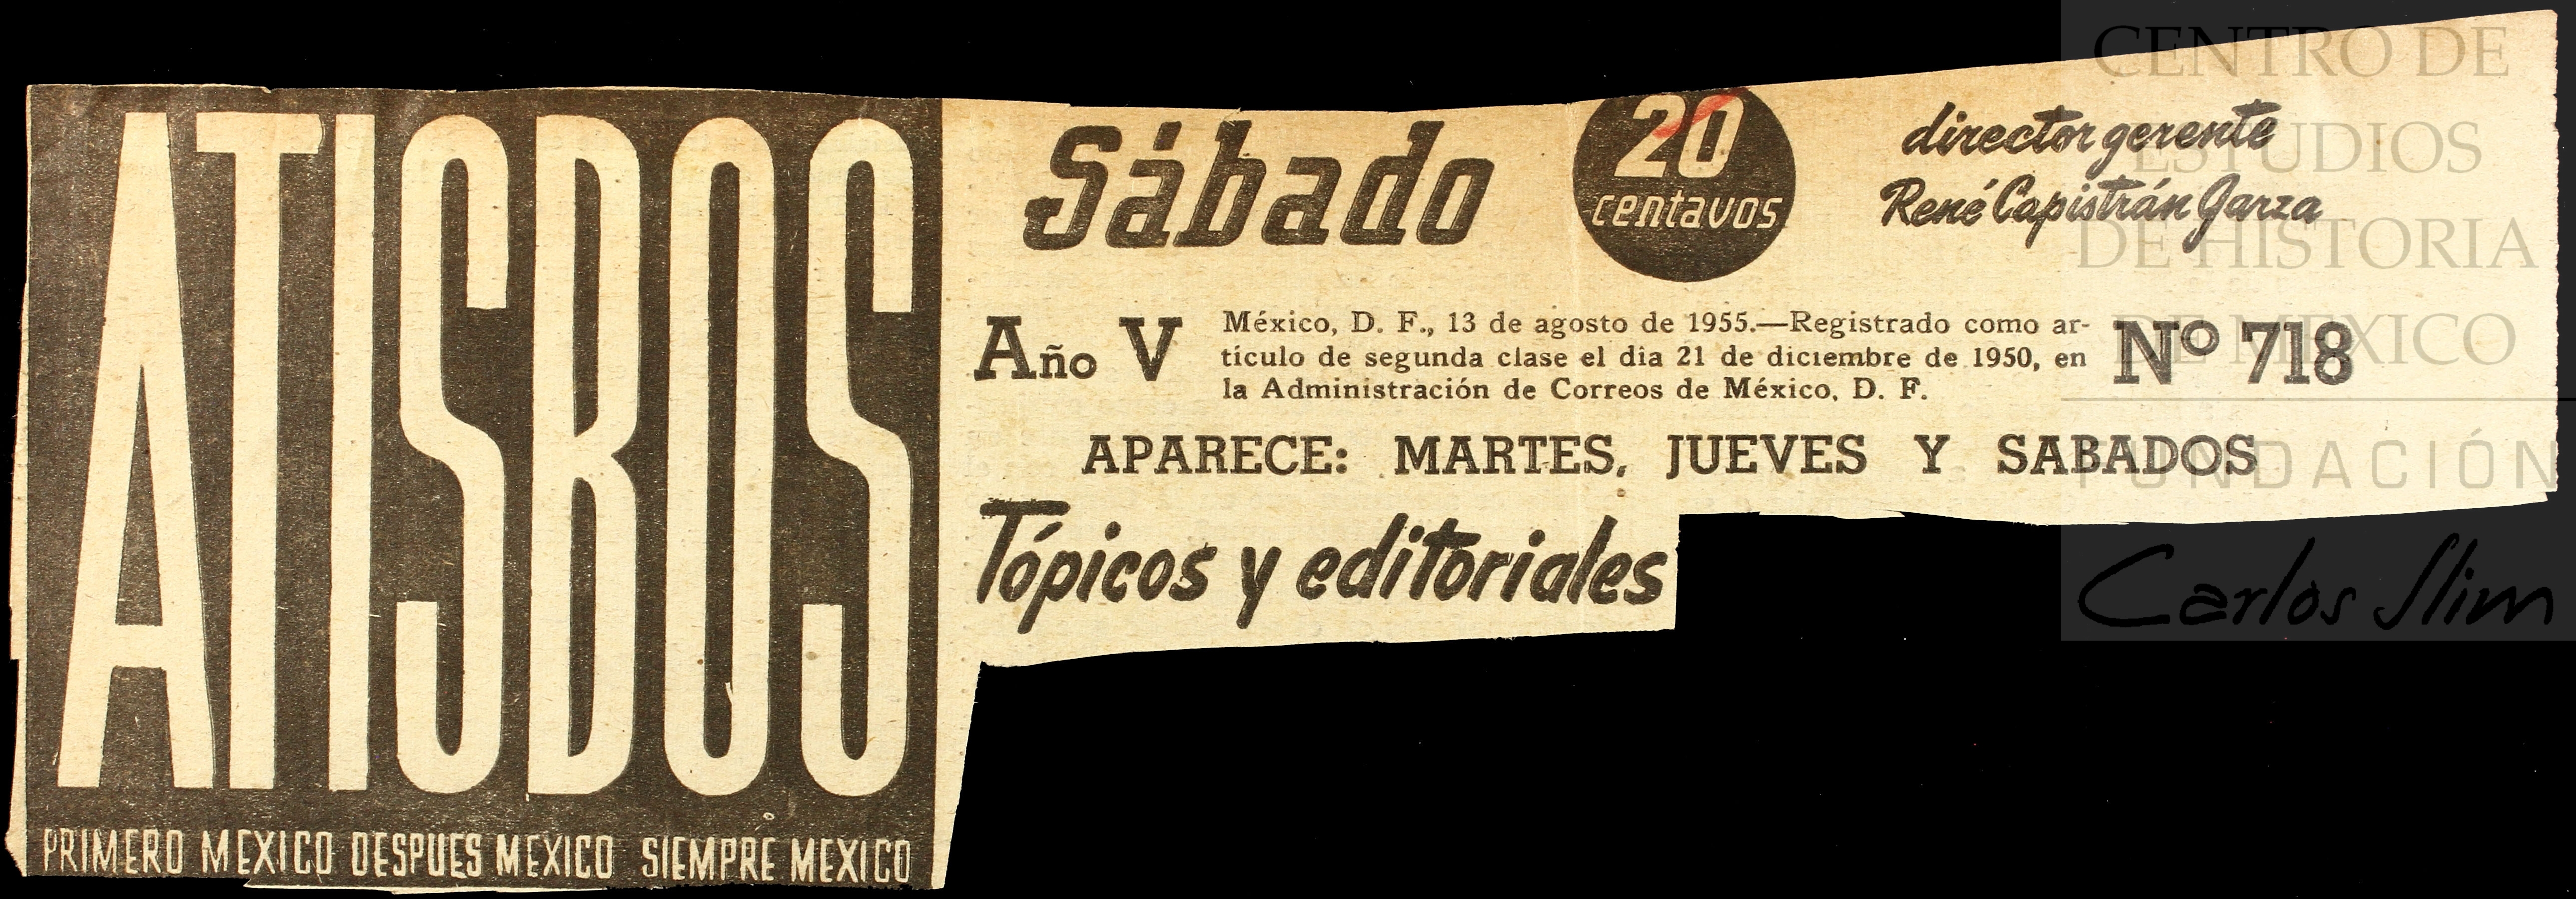 ATISBOS
PRIMERO MEXICO DESPUES MEXICO SIEMPRE MEXICO
Sábado
20
centavos
director gerente
René Capistrán Garza
Año V
México, D. F., 13 de agosto de 1955.—Registrado como ar-
tículo de segunda clase el día 21 de diciembre de 1950, en
la Administración de Correos de México, D. F.
Nº 718
APARECE: MARTES, JUEVES Y SABADOS
Tópicos y editoriales
CENTRO DE
ESTUDIOS
DE HISTORIA
DE MEXICO
FUNDACIÓN
Carlos Slim